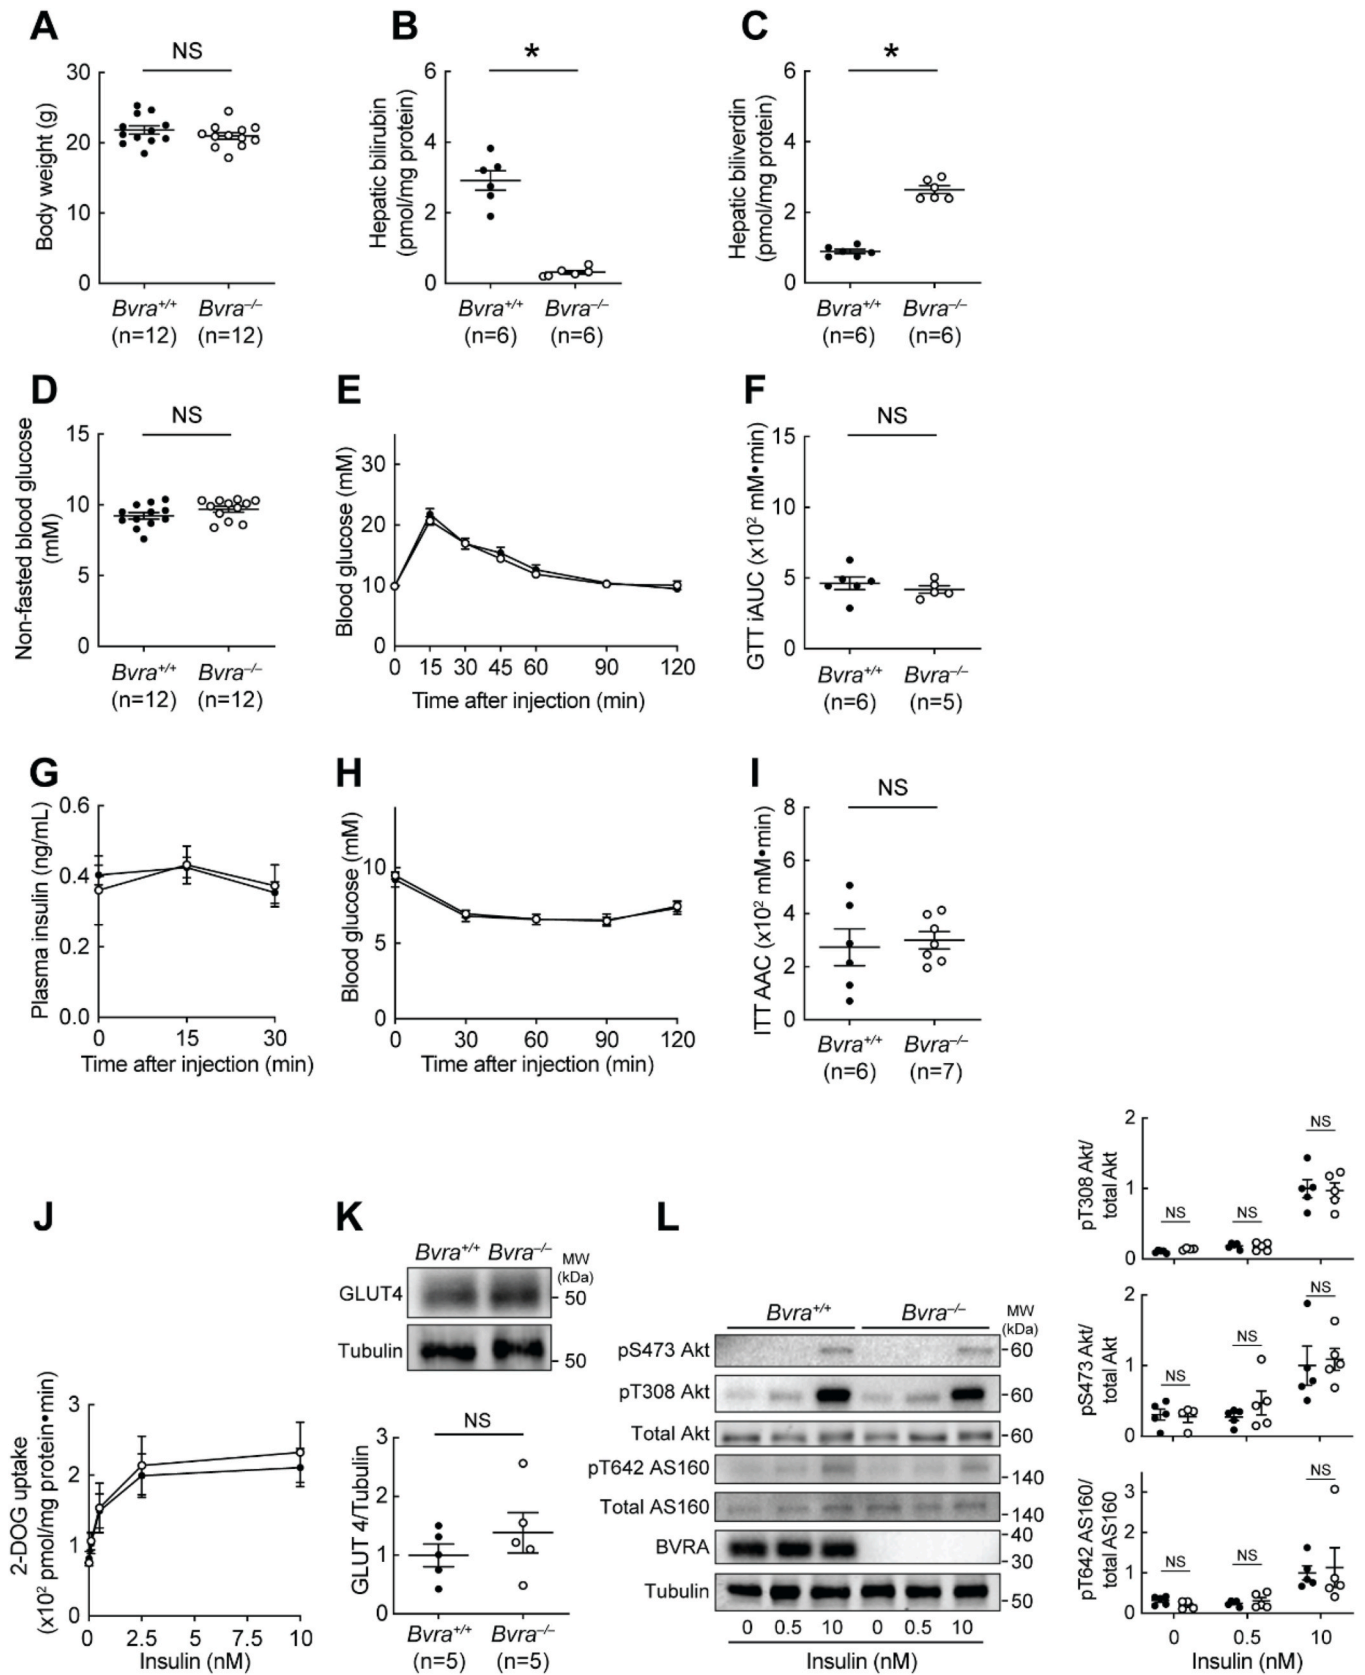 A
NS
Body weight (g)
30
20
10
0
Bvra+/+
(n=12)
Bvra–/–
(n=12)
B
*
Hepatic bilirubin
(pmol/mg protein)
6
4
2
0
Bvra+/+
(n=6)
Bvra–/–
(n=6)
C
*
Hepatic biliverdin
(pmol/mg protein)
6
4
2
0
Bvra+/+
(n=6)
Bvra–/–
(n=6)
D
NS
Non-fasted blood glucose
(mM)
15
10
5
0
Bvra+/+
(n=12)
Bvra–/–
(n=12)
E
Blood glucose (mM)
30
20
10
0
0 15 30 45 60 90 120
Time after injection (min)
F
NS
GTT iAUC (x10² mM•min)
15
10
5
0
Bvra+/+
(n=6)
Bvra–/–
(n=5)
G
Plasma insulin (ng/mL)
0.6
0.4
0.2
0.0
0 15 30
Time after injection (min)
H
Blood glucose (mM)
10
5
0
0 30 60 90 120
Time after injection (min)
I
NS
ITT AAC (x10² mM•min)
8
6
4
2
0
Bvra+/+
(n=6)
Bvra–/–
(n=7)
J
2-DOG uptake
(x10² pmol/mg protein•min)
3
2
1
0
0 2.5 5 7.5 10
Insulin (nM)
K
Bvra+/+ Bvra–/–
MW
(kDa)
GLUT4
50
Tubulin
50
NS
GLUT 4/Tubulin
3
2
1
0
Bvra+/+
(n=5)
Bvra–/–
(n=5)
L
Bvra+/+ Bvra–/–
MW
(kDa)
pS473 Akt
60
pT308 Akt
60
Total Akt
60
pT642 AS160
140
Total AS160
140
BVRA
40
30
Tubulin
50
0 0.5 10 0 0.5 10
Insulin (nM)
pT308 Akt/
total Akt
2
1
0
NS
NS
NS
pS473 Akt/
total Akt
2
1
0
NS
NS
NS
pT642 AS160/
total AS160
3
2
1
0
NS
NS
NS
0 0.5 10
Insulin (nM)